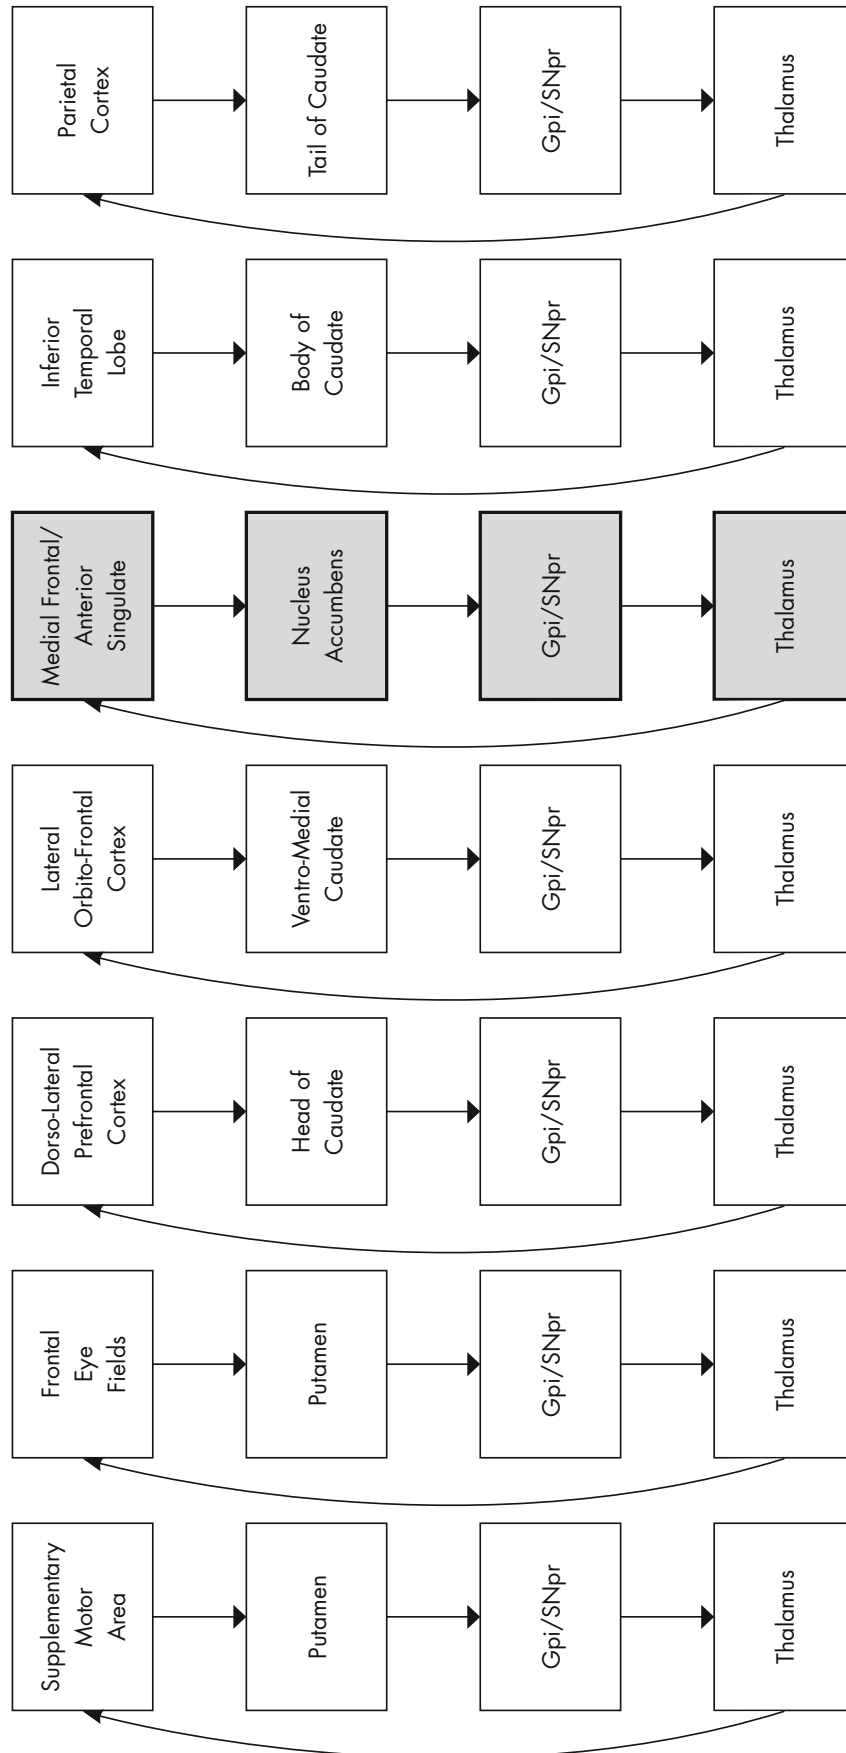 Supplementary
Motor
Area
Frontal
Eye
Fields
Dorso-Lateral
Prefrontal
Cortex
Lateral
Orbito-Frontal
Cortex
Medial Frontal/
Anterior
Singulate
Inferior
Temporal
Lobe
Parietal
Cortex
Putamen
Putamen
Head of
Caudate
Ventro-Medial
Caudate
Nucleus
Accumbens
Body of
Caudate
Tail of Caudate
Gpi/SNpr
Gpi/SNpr
Gpi/SNpr
Gpi/SNpr
Gpi/SNpr
Gpi/SNpr
Gpi/SNpr
Thalamus
Thalamus
Thalamus
Thalamus
Thalamus
Thalamus
Thalamus